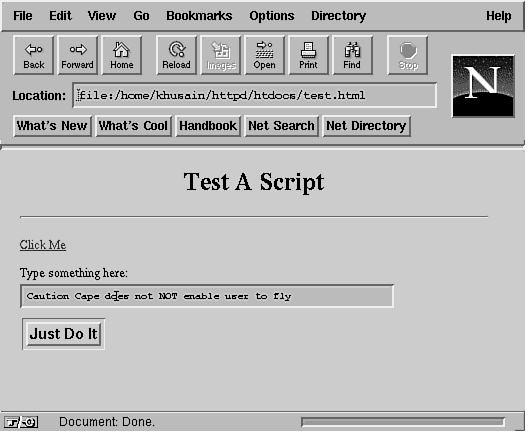 File Edit View Go Bookmarks Options Directory Help
Back Forward Home Reload Images Open Print Find Stop
N
Location: file:/home/khusain/httpd/htdocs/test.html
What's New What's Cool Handbook Net Search Net Directory
Test A Script
Click Me
Type something here:
Caution Cape does not NOT enable user to fly
Just Do It
Document: Done.